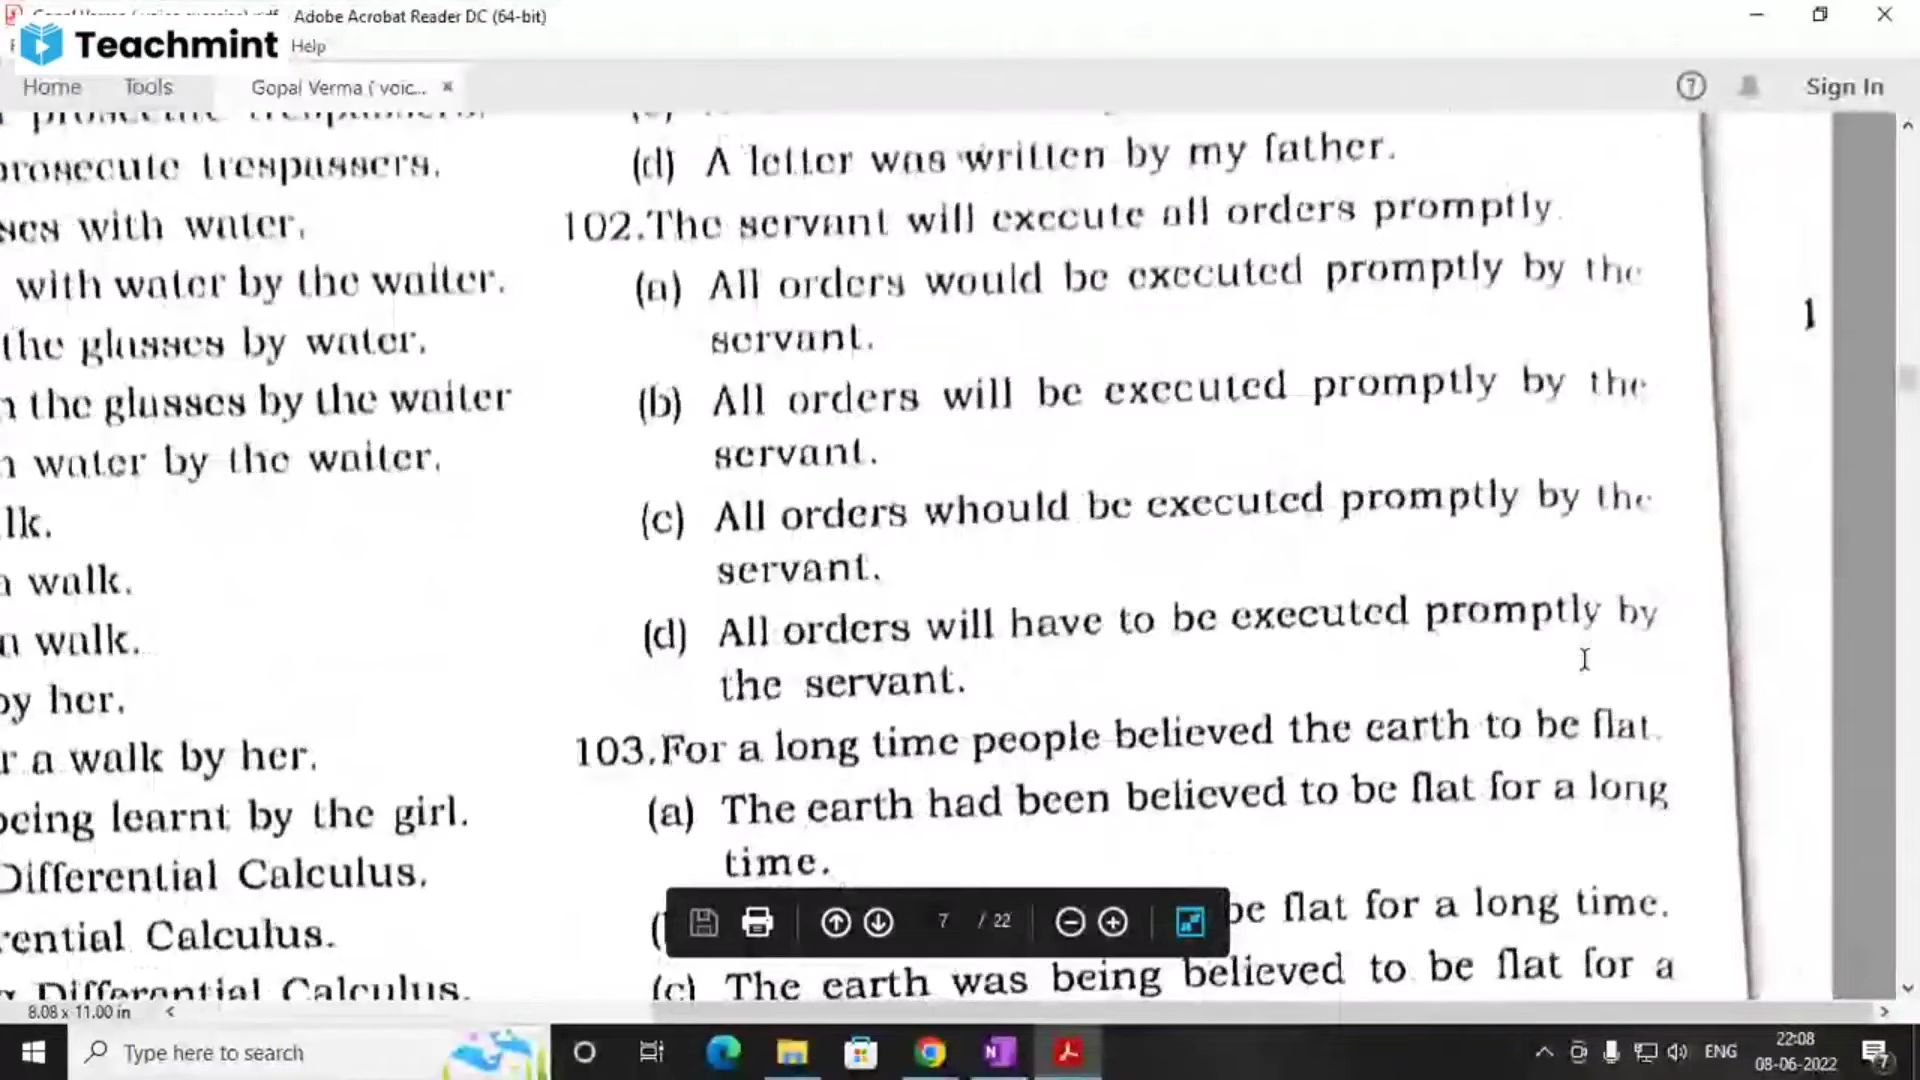 Adobe Acrobat Reader DC (64-bit)
Teachmint
Help
Home Tools Gopal Verma ( voic... × Sign In
prosecute trespassers.
ses with water.
with water by the waiter.
the glasses by water.
the glasses by the waiter
water by the waiter.
lk.
a walk.
a walk.
by her.
r a walk by her.
being learnt by the girl.
Differential Calculus.
rential Calculus.
Differential Calculus.
(d) A letter was written by my father.
102.The servant will execute all orders promptly.
(a) All orders would be executed promptly by the
servant.
(b) All orders will be executed promptly by the
servant.
(c) All orders whould be executed promptly by the
servant.
(d) All orders will have to be executed promptly by
the servant.
103.For a long time people believed the earth to be flat.
(a) The earth had been believed to be flat for a long
time.
be flat for a long time.
(c) The earth was being believed to be flat for a
1
7 / 22
8.08 x 11.00 in
Type here to search
ENG
22:08
08-06-2022
7